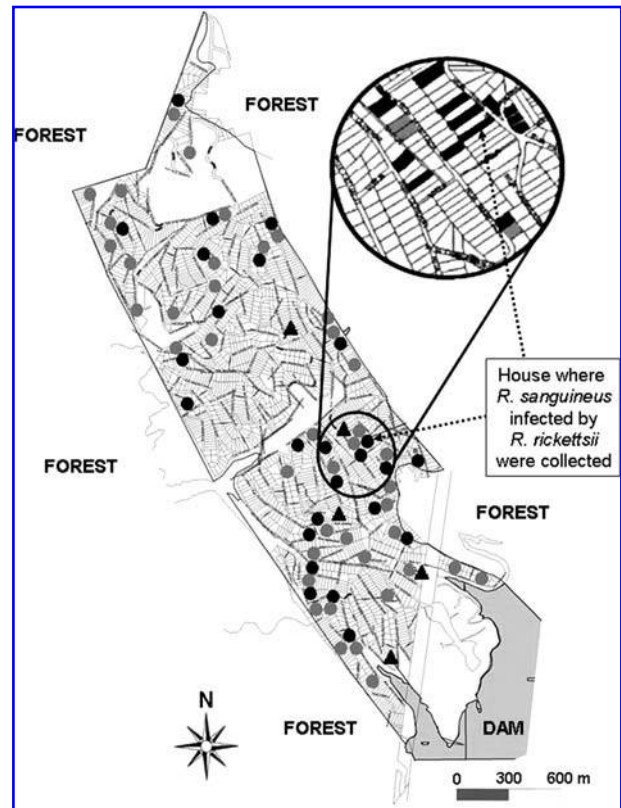 FOREST
FOREST
House where
R. sanguineus
infected by
R. rickettsii
were collected
FOREST
FOREST
N
FOREST
DAM
0 300 600 m